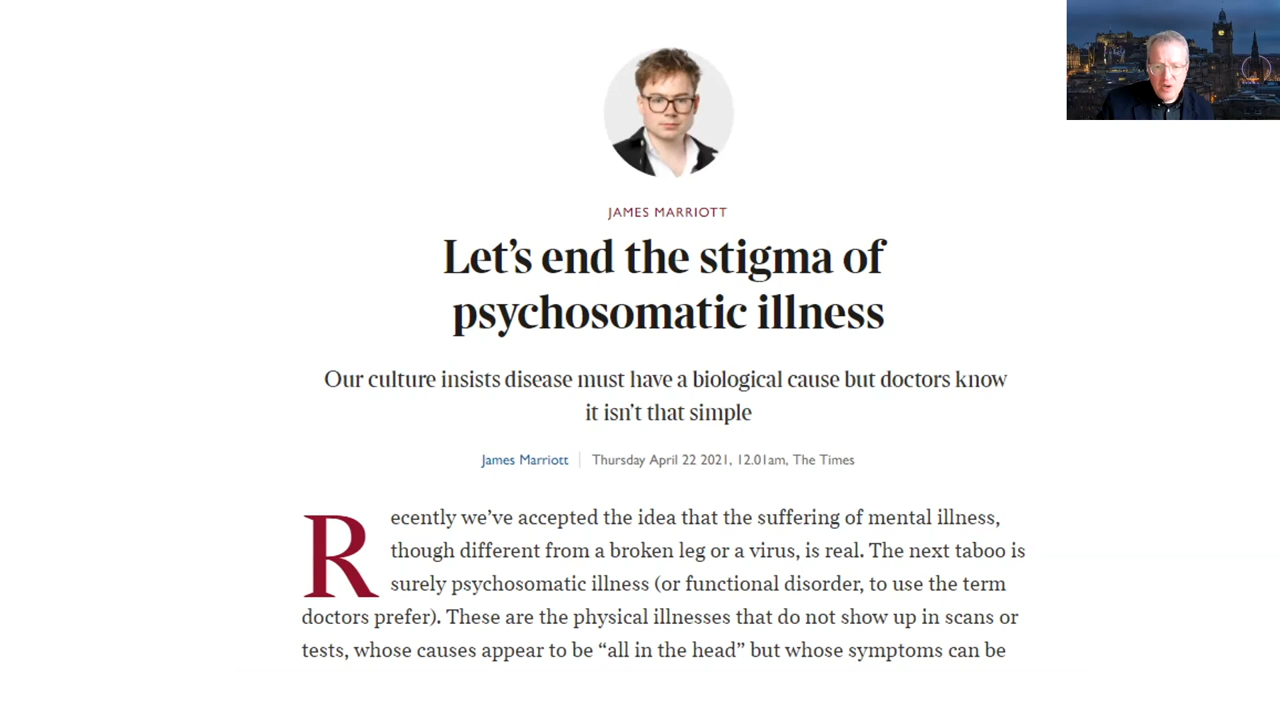 JAMES MARRIOTT
Let’s end the stigma of
psychosomatic illness
Our culture insists disease must have a biological cause but doctors know
it isn’t that simple
James Marriott | Thursday April 22 2021, 12.01am, The Times
Recently we’ve accepted the idea that the suffering of mental illness,
though different from a broken leg or a virus, is real. The next taboo is
surely psychosomatic illness (or functional disorder, to use the term
doctors prefer). These are the physical illnesses that do not show up in scans or
tests, whose causes appear to be “all in the head” but whose symptoms can be